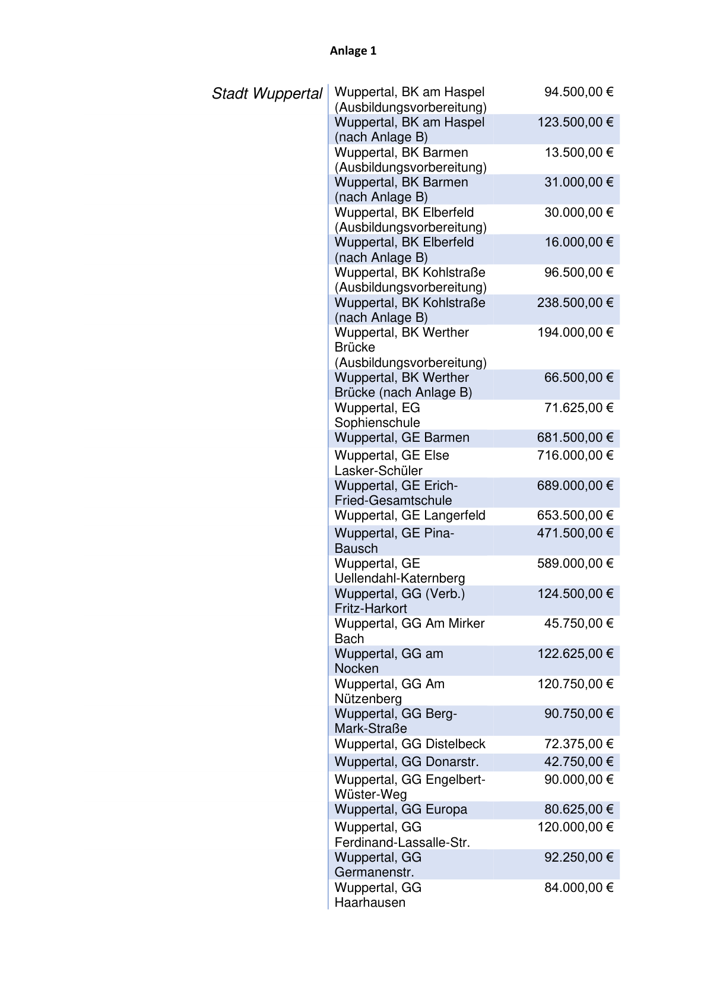 Anlage 1
Stadt Wuppertal
Wuppertal, BK am Haspel 94.500,00 €
(Ausbildungsvorbereitung)
Wuppertal, BK am Haspel 123.500,00 €
(nach Anlage B)
Wuppertal, BK Barmen 13.500,00 €
(Ausbildungsvorbereitung)
Wuppertal, BK Barmen 31.000,00 €
(nach Anlage B)
Wuppertal, BK Elberfeld 30.000,00 €
(Ausbildungsvorbereitung)
Wuppertal, BK Elberfeld 16.000,00 €
(nach Anlage B)
Wuppertal, BK Kohlstraße 96.500,00 €
(Ausbildungsvorbereitung)
Wuppertal, BK Kohlstraße 238.500,00 €
(nach Anlage B)
Wuppertal, BK Werther 194.000,00 €
Brücke
(Ausbildungsvorbereitung)
Wuppertal, BK Werther 66.500,00 €
Brücke (nach Anlage B)
Wuppertal, EG 71.625,00 €
Sophienschule
Wuppertal, GE Barmen 681.500,00 €
Wuppertal, GE Else 716.000,00 €
Lasker-Schüler
Wuppertal, GE Erich- 689.000,00 €
Fried-Gesamtschule
Wuppertal, GE Langerfeld 653.500,00 €
Wuppertal, GE Pina- 471.500,00 €
Bausch
Wuppertal, GE 589.000,00 €
Uellendahl-Katernberg
Wuppertal, GG (Verb.) 124.500,00 €
Fritz-Harkort
Wuppertal, GG Am Mirker 45.750,00 €
Bach
Wuppertal, GG am 122.625,00 €
Nocken
Wuppertal, GG Am 120.750,00 €
Nützenberg
Wuppertal, GG Berg- 90.750,00 €
Mark-Straße
Wuppertal, GG Distelbeck 72.375,00 €
Wuppertal, GG Donarstr. 42.750,00 €
Wuppertal, GG Engelbert- 90.000,00 €
Wüster-Weg
Wuppertal, GG Europa 80.625,00 €
Wuppertal, GG 120.000,00 €
Ferdinand-Lassalle-Str.
Wuppertal, GG 92.250,00 €
Germanenstr.
Wuppertal, GG 84.000,00 €
Haarhausen